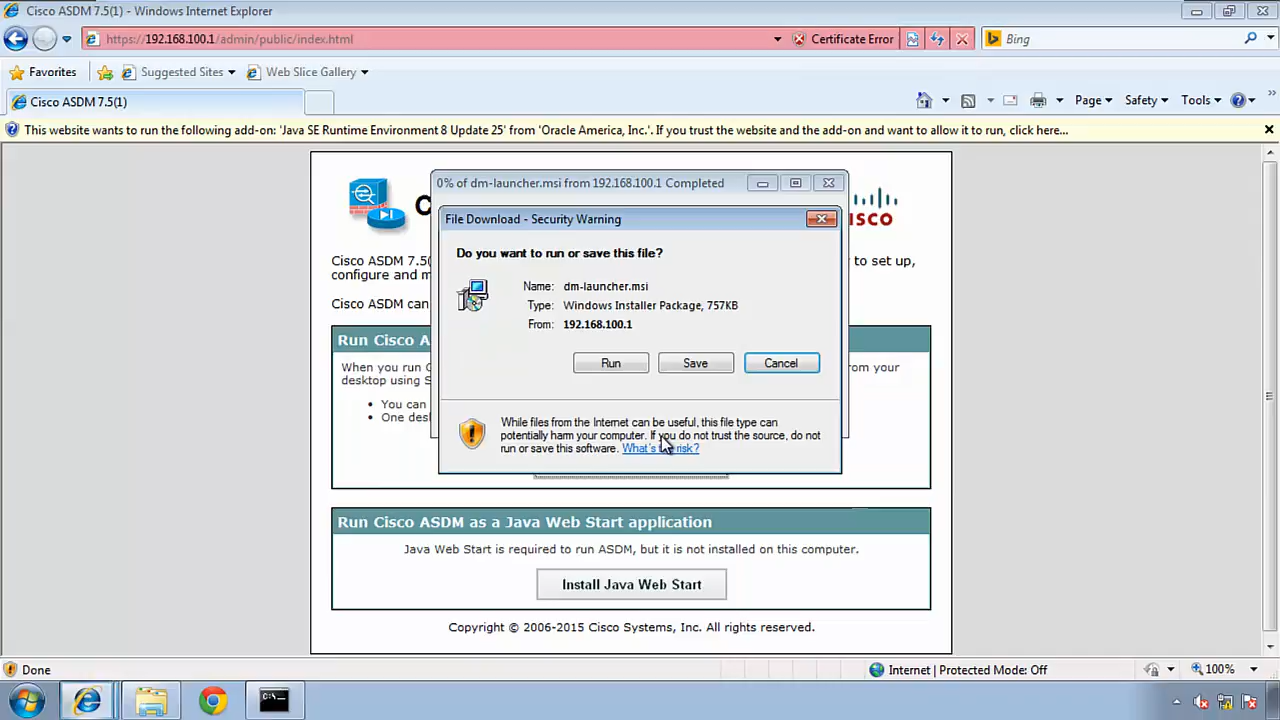 Cisco ASDM 7.5(1) - Windows Internet Explorer
https://192.168.100.1/admin/public/index.html
Certificate Error
Bing
Favorites
Suggested Sites
Web Slice Gallery
Cisco ASDM 7.5(1)
Page
Safety
Tools
This website wants to run the following add-on: 'Java SE Runtime Environment 8 Update 25' from 'Oracle America, Inc.'. If you trust the website and the add-on and want to allow it to run, click here...
0% of dm-launcher.msi from 192.168.100.1 Completed
C
CISCO
File Download - Security Warning
Do you want to run or save this file?
Name: dm-launcher.msi
Type: Windows Installer Package, 757KB
From: 192.168.100.1
Run
Save
Cancel
While files from the Internet can be useful, this file type can
potentially harm your computer. If you do not trust the source, do not
run or save this software. What's risk?
Cisco ASDM 7.5( to set up,
configure and m
Cisco ASDM can
Run Cisco A
When you run C from your
desktop using S
• You can
• One desl
Run Cisco ASDM as a Java Web Start application
Java Web Start is required to run ASDM, but it is not installed on this computer.
Install Java Web Start
Copyright © 2006-2015 Cisco Systems, Inc. All rights reserved.
Done
Internet | Protected Mode: Off
100%